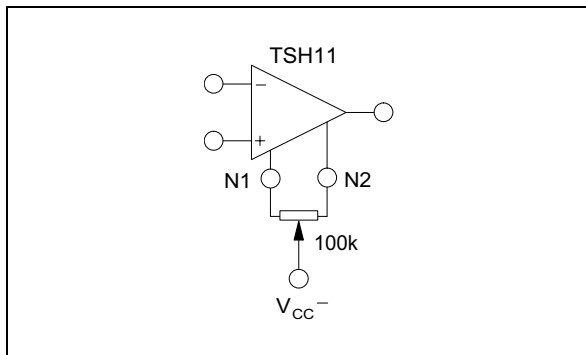 TSH11
−
+
N1 N2
100k
VCC −